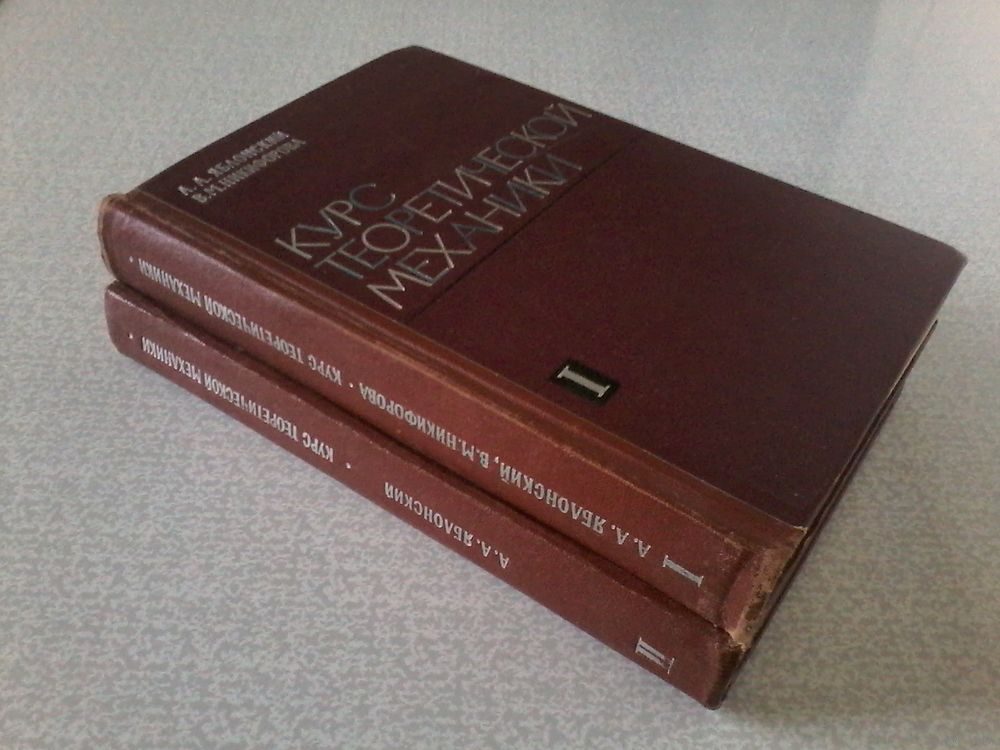 А.А. ЯБЛОНСКИЙ
В.М. НИКИФОРОВА
КУРС
ТЕОРЕТИЧЕСКОЙ
МЕХАНИКИ
I
I А. А. ЯБЛОНСКИЙ, В. М. НИКИФОРОВА • КУРС ТЕОРЕТИЧЕСКОЙ МЕХАНИКИ •
II А. А. ЯБЛОНСКИЙ • КУРС ТЕОРЕТИЧЕСКОЙ МЕХАНИКИ •